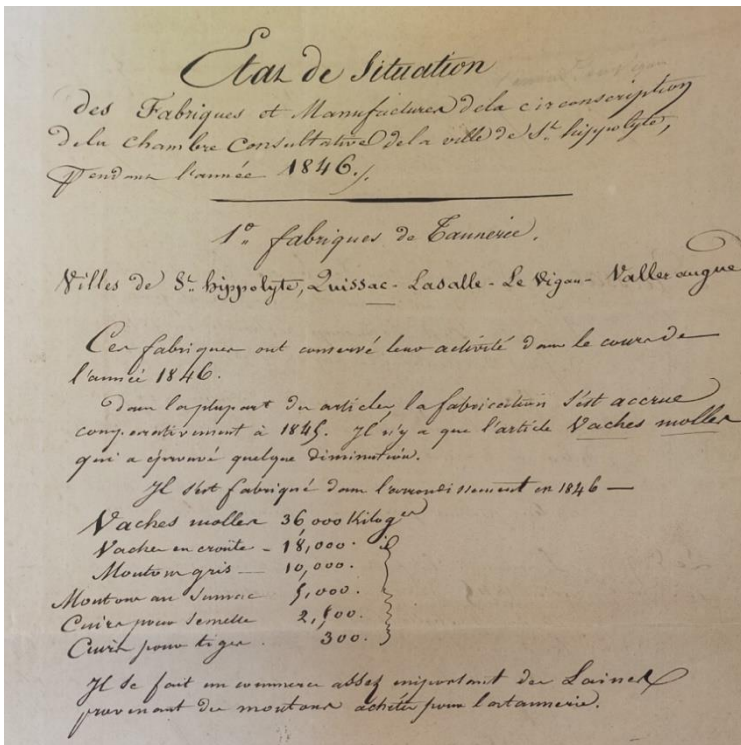 Etat de Situation
des Fabriques et Manufactures de la circonscription
de la chambre Consultative de la ville de St. hippolyte,
Pendant l'année 1846./.
1o. fabriques de Tannerie.
Villes de St. hippolyte, Quissac - Lasalle - Le Vigan - Valleraugue
Ces fabriques ont conservé leur activité dans le cours de
l'année 1846.
Dans la plupart des articles, la fabrication s'est accrue
comparativement à 1845. Il n'y a que l'article Vaches molles
qui a éprouvé quelque diminution.
Il s'est fabriqué dans l'arrondissement en 1846 —
Vaches molles 36,000 Kilogs
Vaches en croûte - 18,000. id
Moutons gris — 10,000.
Moutons au Sumac 5,000.
Cuirs pour Semelle 2,500.
Cuirs pour tiges . 300.
Il se fait un commerce assez important des Laines
provenant des moutons achetés pour la tannerie.